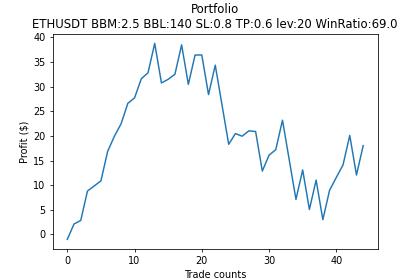 Portfolio
ETHUSDT BBM:2.5 BBL:140 SL:0.8 TP:0.6 lev:20 WinRatio:69.0
40
35
30
25
20
15
10
5
0
Profit ($)
0 10 20 30 40
Trade counts